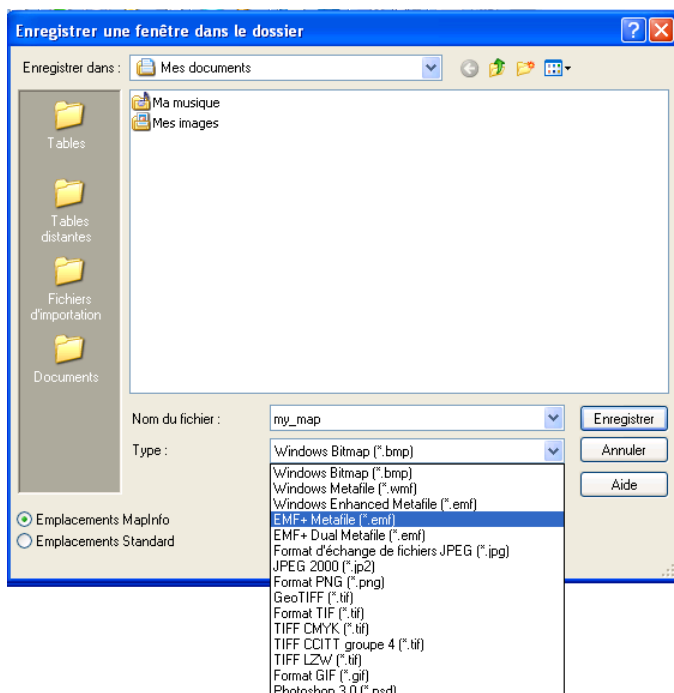 Enregistrer une fenêtre dans le dossier
Enregistrer dans :
Mes documents
Tables
Tables
distantes
Fichiers
d'importation
Documents
Ma musique
Mes images
Nom du fichier :
my_map
Enregistrer
Type :
Windows Bitmap (*.bmp)
Annuler
Aide
Windows Bitmap (*.bmp)
Windows Metafile (*.wmf)
Windows Enhanced Metafile (*.emf)
EMF+ Metafile (*.emf)
EMF+ Dual Metafile (*.emf)
Format d'échange de fichiers JPEG (*.jpg)
JPEG 2000 (*.jp2)
Format PNG (*.png)
GeoTIFF (*.tif)
Format TIF (*.tif)
TIFF CMYK (*.tif)
TIFF CCITT groupe 4 (*.tif)
TIFF LZW (*.tif)
Format GIF (*.gif)
Photoshop 3.0 (*.psd)
Emplacements MapInfo
Emplacements Standard